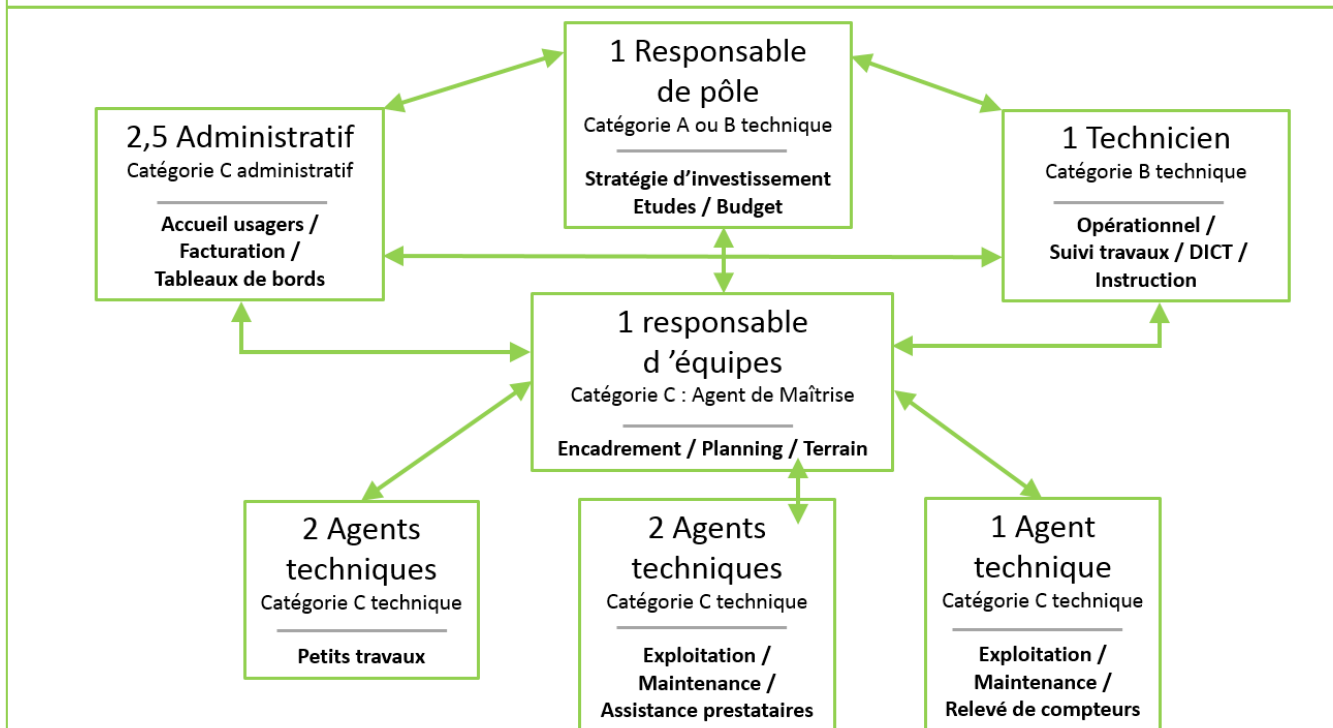 1 Responsable
de pôle
Catégorie A ou B technique
Stratégie d’investissement
Etudes / Budget
2,5 Administratif
Catégorie C administratif
Accueil usagers /
Facturation /
Tableaux de bords
1 Technicien
Catégorie B technique
Opérationnel /
Suivi travaux / DICT /
Instruction
1 responsable
d ’équipes
Catégorie C : Agent de Maîtrise
Encadrement / Planning / Terrain
2 Agents
techniques
Catégorie C technique
Petits travaux
2 Agents
techniques
Catégorie C technique
Exploitation /
Maintenance /
Assistance prestataires
1 Agent
technique
Catégorie C technique
Exploitation /
Maintenance /
Relevé de compteurs